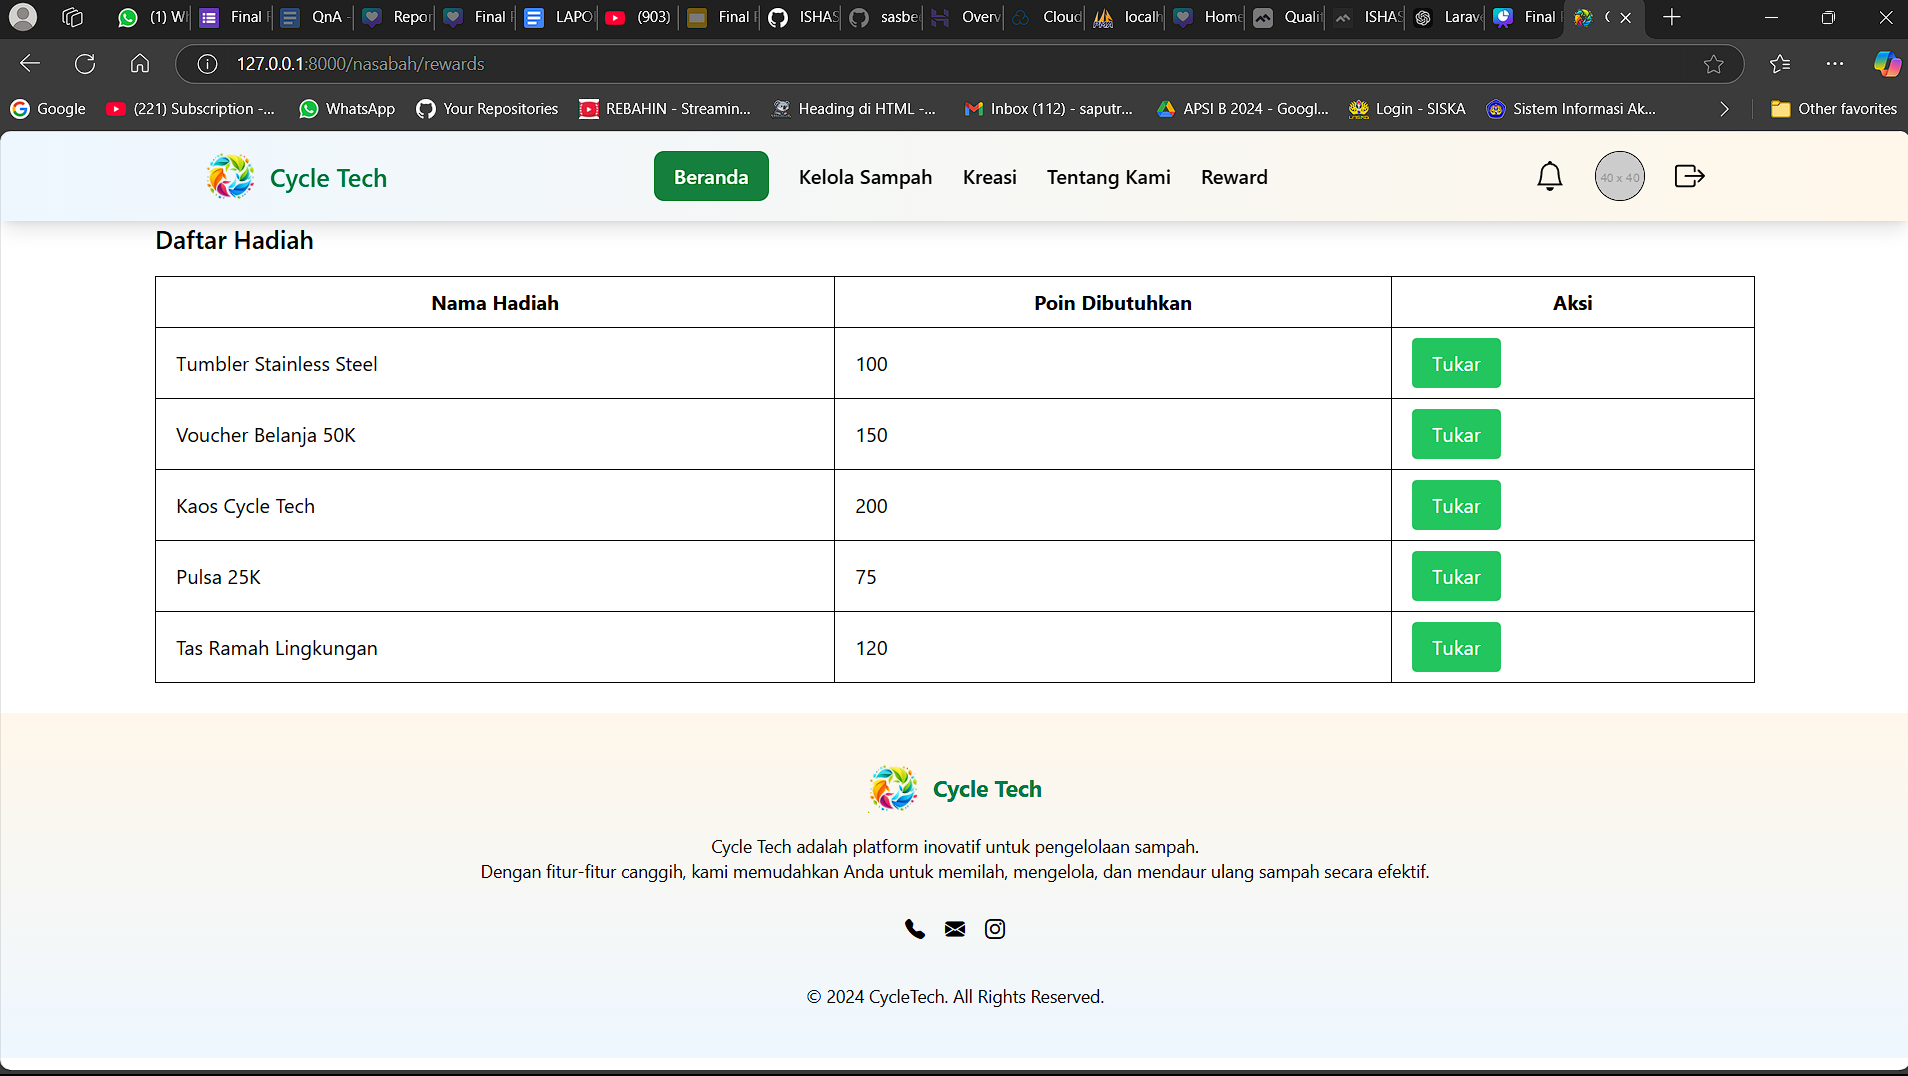 (1) W
Final
QnA
Repor
Final
LAPO
(903)
Final
ISHAS
sasbe
Overv
Cloud
localh
Home
Quali
ISHAS
Larave
Final
127.0.0.1:8000/nasabah/rewards
Google
(221) Subscription -...
WhatsApp
Your Repositories
REBAHIN - Streamin...
Heading di HTML -...
Inbox (112) - saputr...
APSI B 2024 - Googl...
Login - SISKA
Sistem Informasi Ak...
Other favorites
Cycle Tech
Beranda
Kelola Sampah
Kreasi
Tentang Kami
Reward
40 x 40
Daftar Hadiah
Nama Hadiah Poin Dibutuhkan Aksi
Tumbler Stainless Steel 100 Tukar
Voucher Belanja 50K 150 Tukar
Kaos Cycle Tech 200 Tukar
Pulsa 25K 75 Tukar
Tas Ramah Lingkungan 120 Tukar
Cycle Tech
Cycle Tech adalah platform inovatif untuk pengelolaan sampah.
Dengan fitur-fitur canggih, kami memudahkan Anda untuk memilah, mengelola, dan mendaur ulang sampah secara efektif.
© 2024 CycleTech. All Rights Reserved.